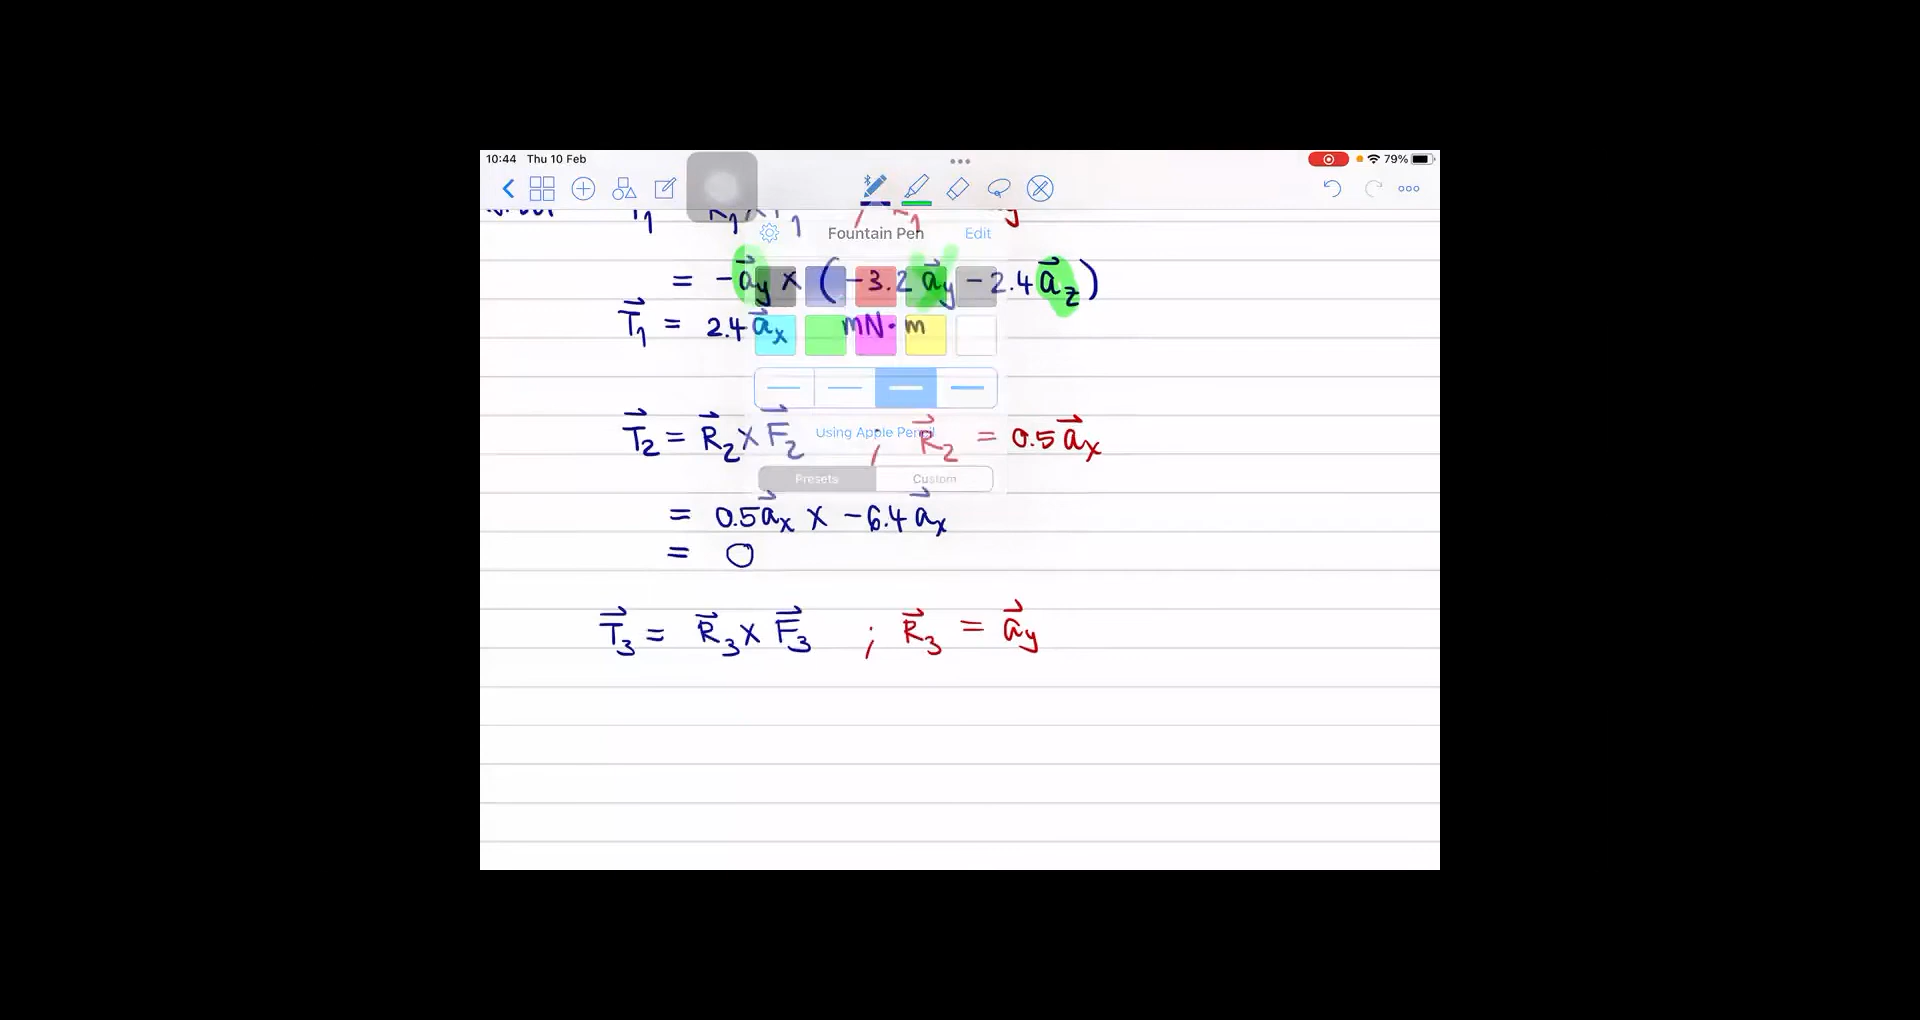 10:44 Thu 10 Feb 79%
Fountain Pen Edit
= -a⃗y × (-3.2 a⃗y - 2.4 a⃗z)
T⃗1 = 2.4 a⃗x mN·m
T⃗2 = R⃗2 × F⃗2 ; R⃗2 = 0.5 a⃗x
Using Apple Pencil
Presets Custom
= 0.5 a⃗x × -6.4 a⃗x
= 0
T⃗3 = R⃗3 × F⃗3 ; R⃗3 = a⃗y